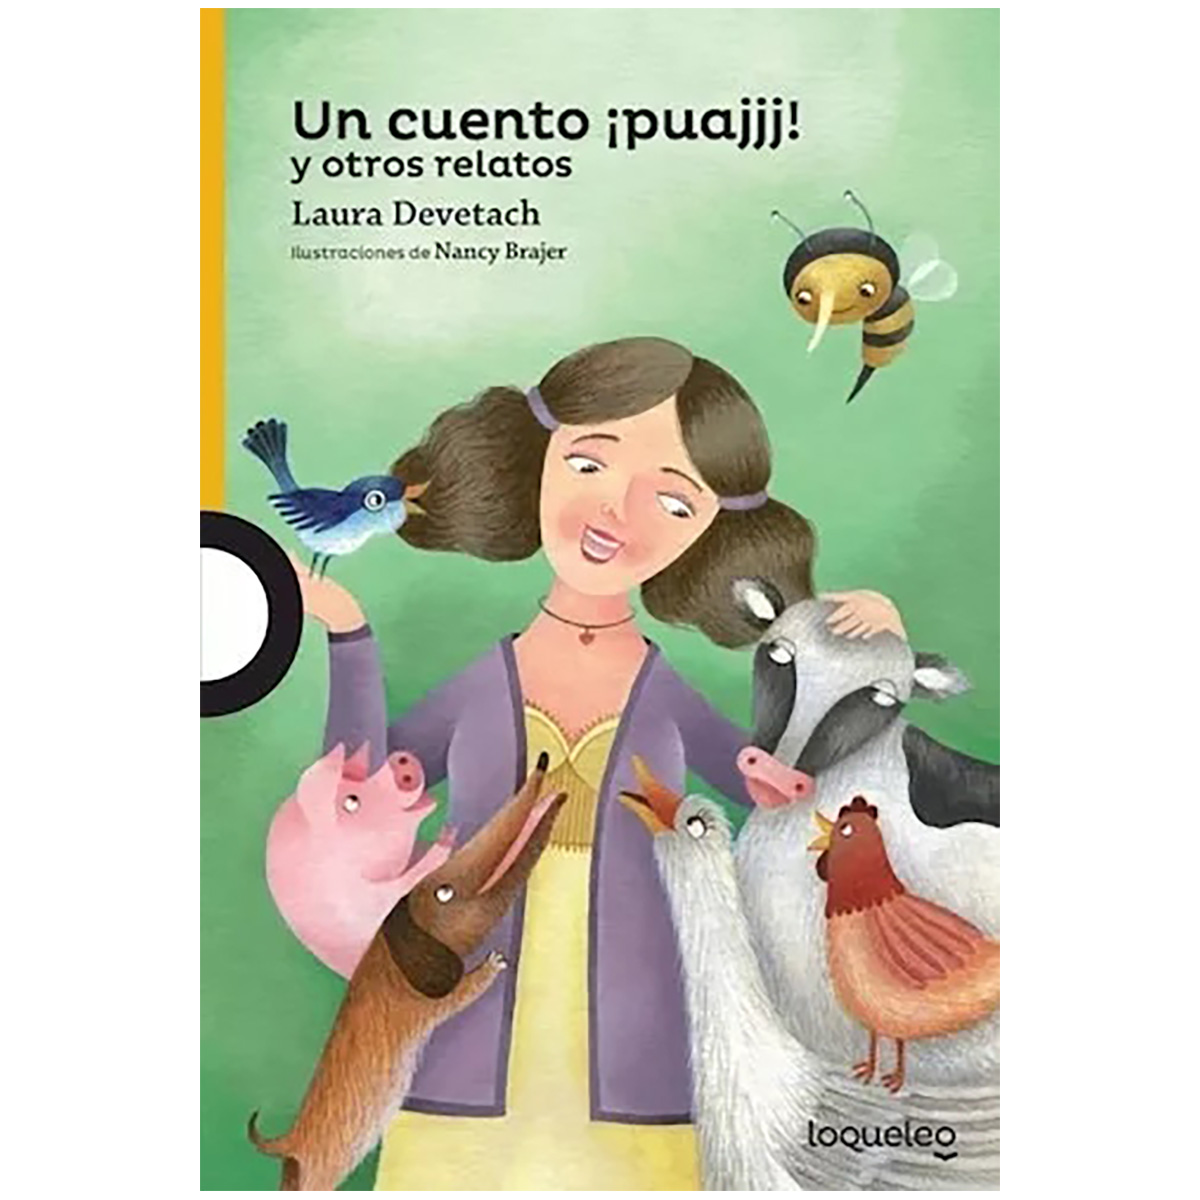 Un cuento ¡puajjj!
y otros relatos
Laura Devetach
Ilustraciones de Nancy Brajer
loqueleo